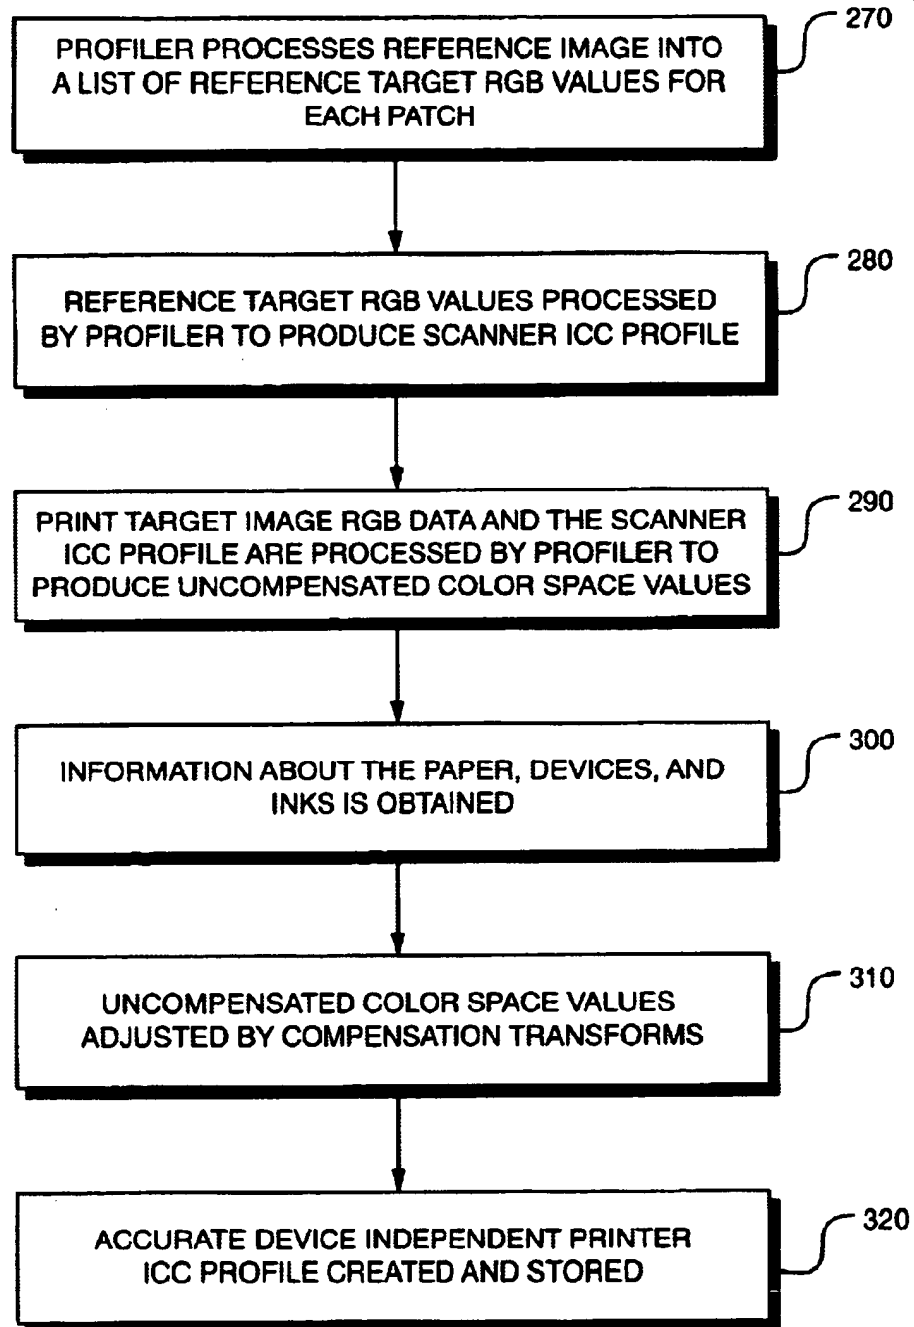 270
PROFILER PROCESSES REFERENCE IMAGE INTO
A LIST OF REFERENCE TARGET RGB VALUES FOR
EACH PATCH
280
REFERENCE TARGET RGB VALUES PROCESSED
BY PROFILER TO PRODUCE SCANNER ICC PROFILE
290
PRINT TARGET IMAGE RGB DATA AND THE SCANNER
ICC PROFILE ARE PROCESSED BY PROFILER TO
PRODUCE UNCOMPENSATED COLOR SPACE VALUES
300
INFORMATION ABOUT THE PAPER, DEVICES, AND
INKS IS OBTAINED
310
UNCOMPENSATED COLOR SPACE VALUES
ADJUSTED BY COMPENSATION TRANSFORMS
320
ACCURATE DEVICE INDEPENDENT PRINTER
ICC PROFILE CREATED AND STORED